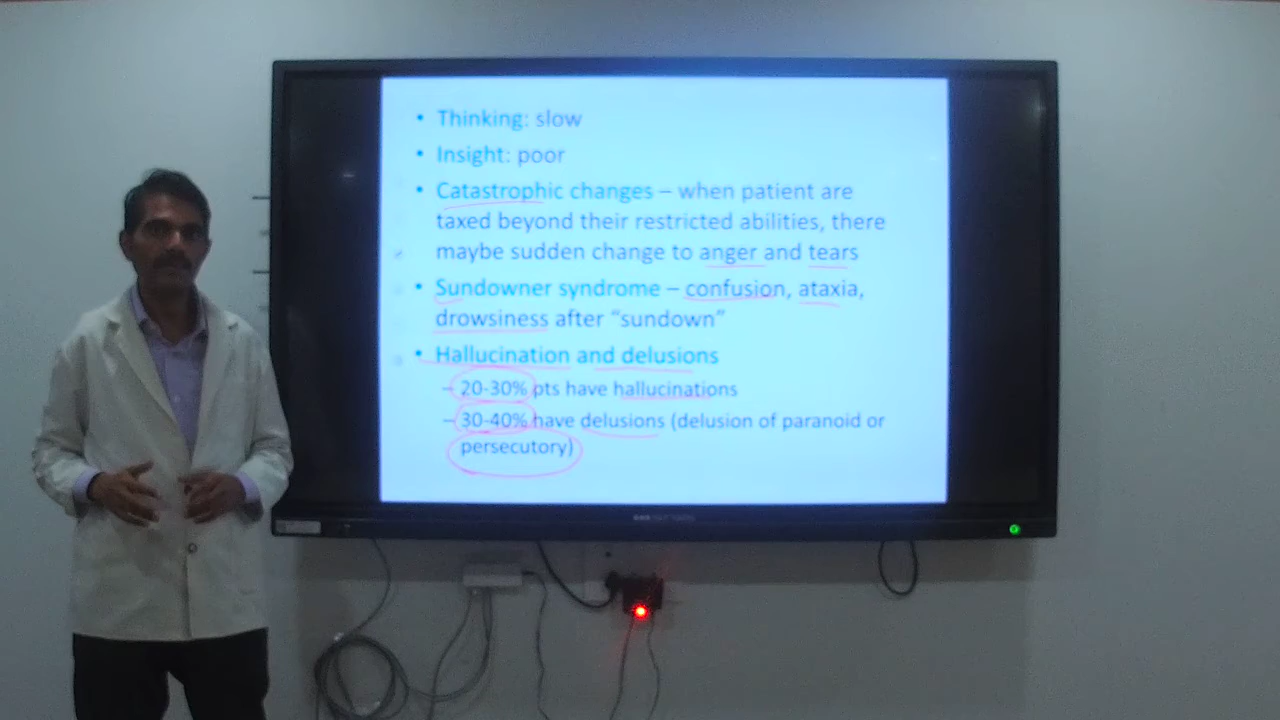 • Thinking: slow
• Insight: poor
• Catastrophic changes – when patient are
taxed beyond their restricted abilities, there
maybe sudden change to anger and tears
• Sundowner syndrome – confusion, ataxia,
drowsiness after “sundown”
• Hallucination and delusions
– 20-30% pts have hallucinations
– 30-40% have delusions (delusion of paranoid or
persecutory)